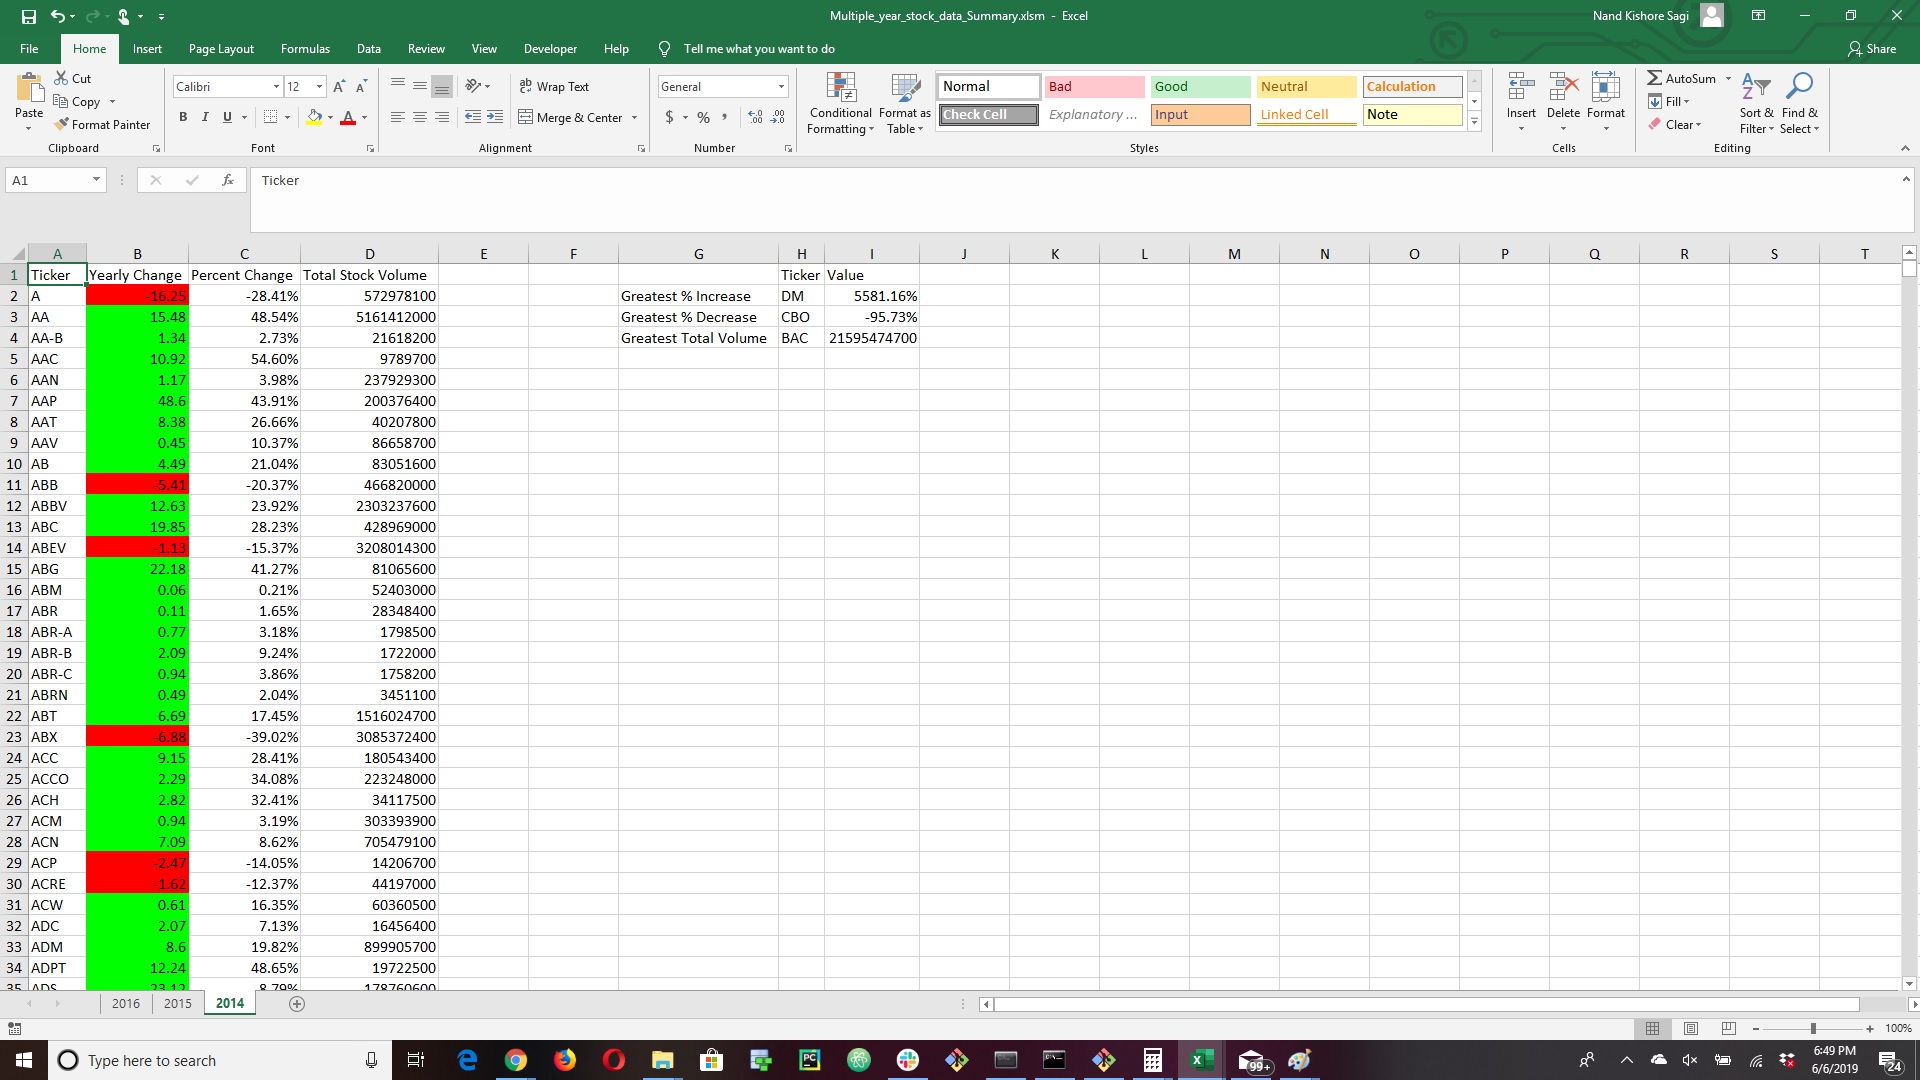 Multiple_year_stock_data_Summary.xlsm - Excel
Nand Kishore Sagi
File Home Insert Page Layout Formulas Data Review View Developer Help Tell me what you want to do Share
Paste
Cut
Copy
Format Painter
Clipboard
Calibri 12
B I U
Font
Wrap Text
Merge & Center
Alignment
General
$ % ,
Number
Conditional Formatting
Format as Table
Normal Bad Good Neutral Calculation
Check Cell Explanatory ... Input Linked Cell Note
Styles
Insert Delete Format
Cells
AutoSum
Fill
Clear
Sort & Filter
Find & Select
Editing
A1 fx Ticker
A B C D E F G H I J K L M N O P Q R S T
1 Ticker Yearly Change Percent Change Total Stock Volume Ticker Value
2 A -16.25 -28.41% 572978100 Greatest % Increase DM 5581.16%
3 AA 15.48 48.54% 5161412000 Greatest % Decrease CBO -95.73%
4 AA-B 1.34 2.73% 21618200 Greatest Total Volume BAC 21595474700
5 AAC 10.92 54.60% 9789700
6 AAN 1.17 3.98% 237929300
7 AAP 48.6 43.91% 200376400
8 AAT 8.38 26.66% 40207800
9 AAV 0.45 10.37% 86658700
10 AB 4.49 21.04% 83051600
11 ABB -5.41 -20.37% 466820000
12 ABBV 12.63 23.92% 2303237600
13 ABC 19.85 28.23% 428969000
14 ABEV -1.13 -15.37% 3208014300
15 ABG 22.18 41.27% 81065600
16 ABM 0.06 0.21% 52403000
17 ABR 0.11 1.65% 28348400
18 ABR-A 0.77 3.18% 1798500
19 ABR-B 2.09 9.24% 1722000
20 ABR-C 0.94 3.86% 1758200
21 ABRN 0.49 2.04% 3451100
22 ABT 6.69 17.45% 1516024700
23 ABX -6.88 -39.02% 3085372400
24 ACC 9.15 28.41% 180543400
25 ACCO 2.29 34.08% 223248000
26 ACH 2.82 32.41% 34117500
27 ACM 0.94 3.19% 303393900
28 ACN 7.09 8.62% 705479100
29 ACP -2.47 -14.05% 14206700
30 ACRE -1.62 -12.37% 44197000
31 ACW 0.61 16.35% 60360500
32 ADC 2.07 7.13% 16456400
33 ADM 8.6 19.82% 899905700
34 ADPT 12.24 48.65% 19722500
35 ADS 23.12 8.79% 178760600
2016 2015 2014
100%
Type here to search
99+
6:49 PM
6/6/2019
24